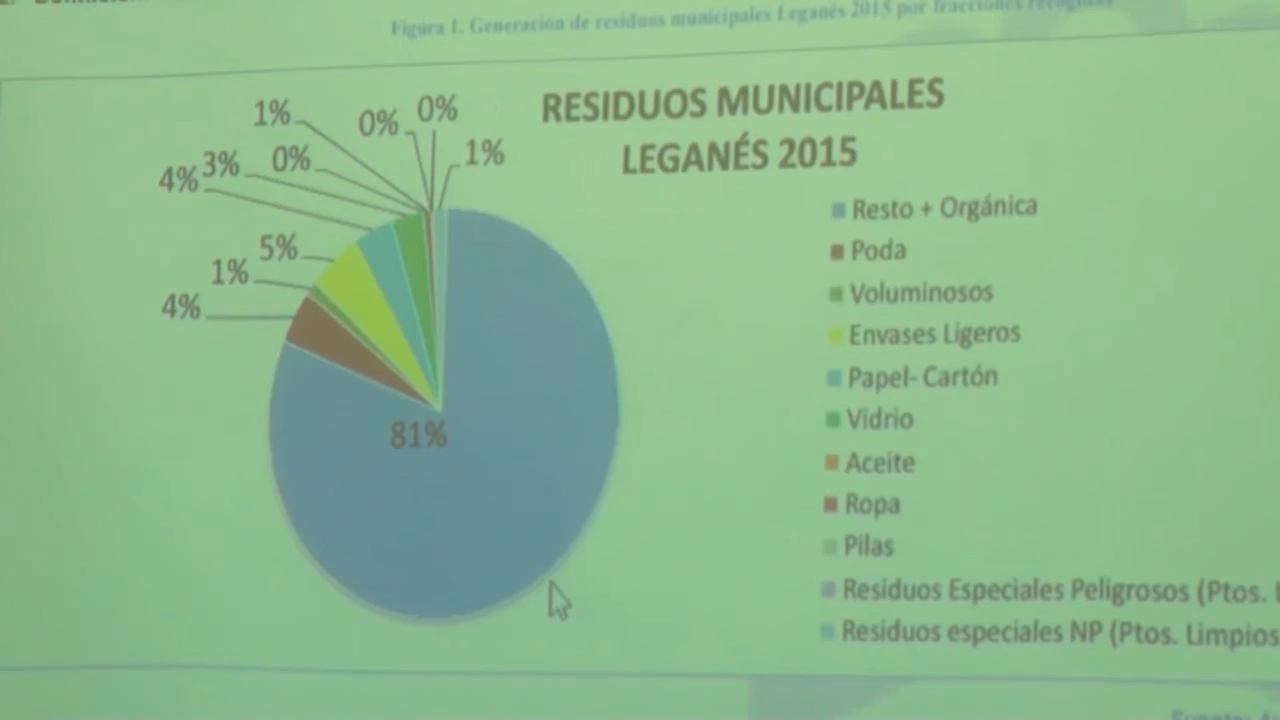 Figura 1. Generación de residuos municipales Leganés 2015 por fracciones recogidas
RESIDUOS MUNICIPALES
LEGANÉS 2015
1%
0%
0%
1%
4%
3%
0%
5%
1%
4%
81%
Resto + Orgánica
Poda
Voluminosos
Envases Ligeros
Papel- Cartón
Vidrio
Aceite
Ropa
Pilas
Residuos Especiales Peligrosos (Ptos.
Residuos especiales NP (Ptos. Limpios